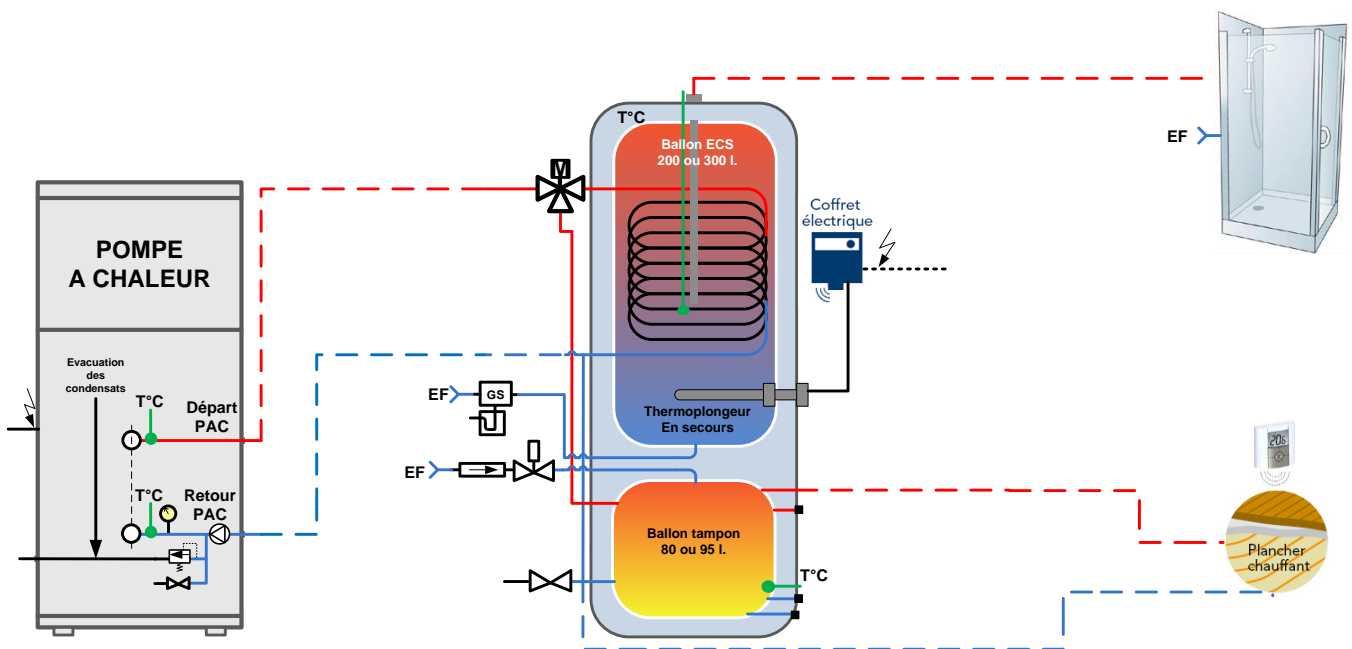 POMPE
A CHALEUR
Evacuation
des
condensats
T°C
Départ
PAC
T°C
Retour
PAC
M
T°C
Ballon ECS
200 ou 300 l.
Coffret
électrique
EF
GS
Thermoplongeur
En secours
EF
Ballon tampon
80 ou 95 l.
T°C
EF
20.6
Plancher
chauffant